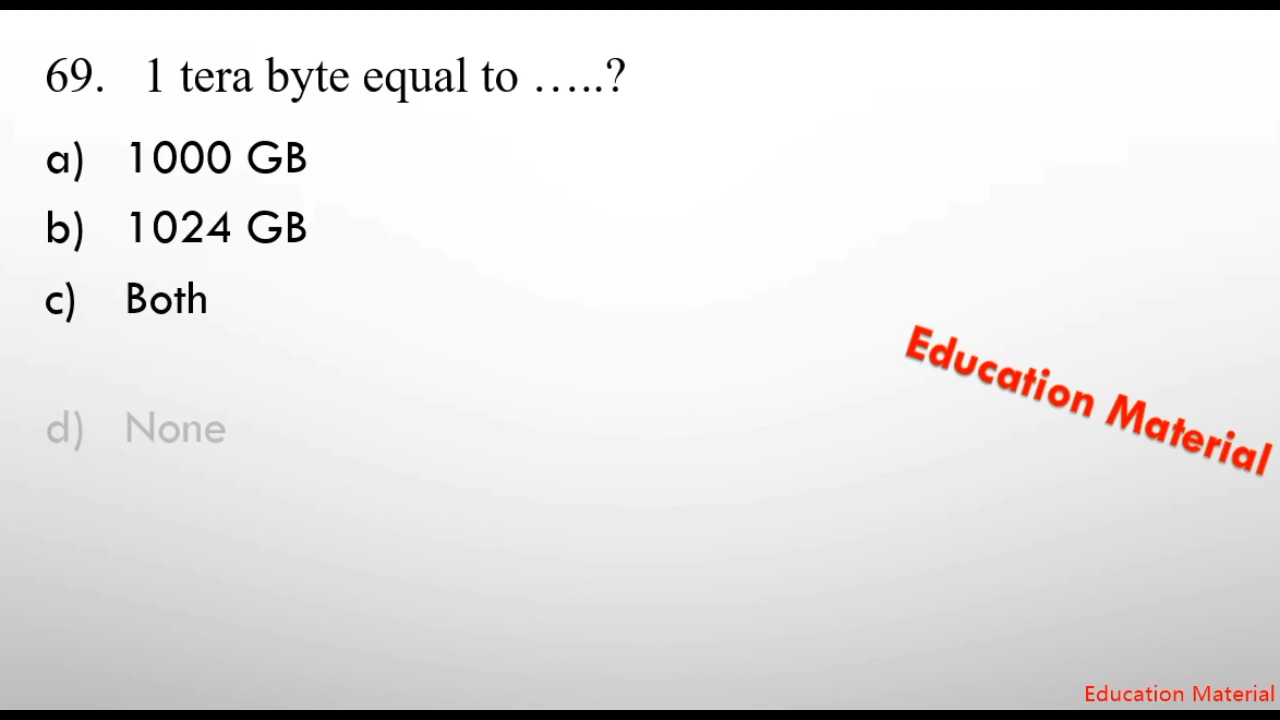 69. 1 tera byte equal to …..?
a) 1000 GB
b) 1024 GB
c) Both
d) None
Education Material
Education Material